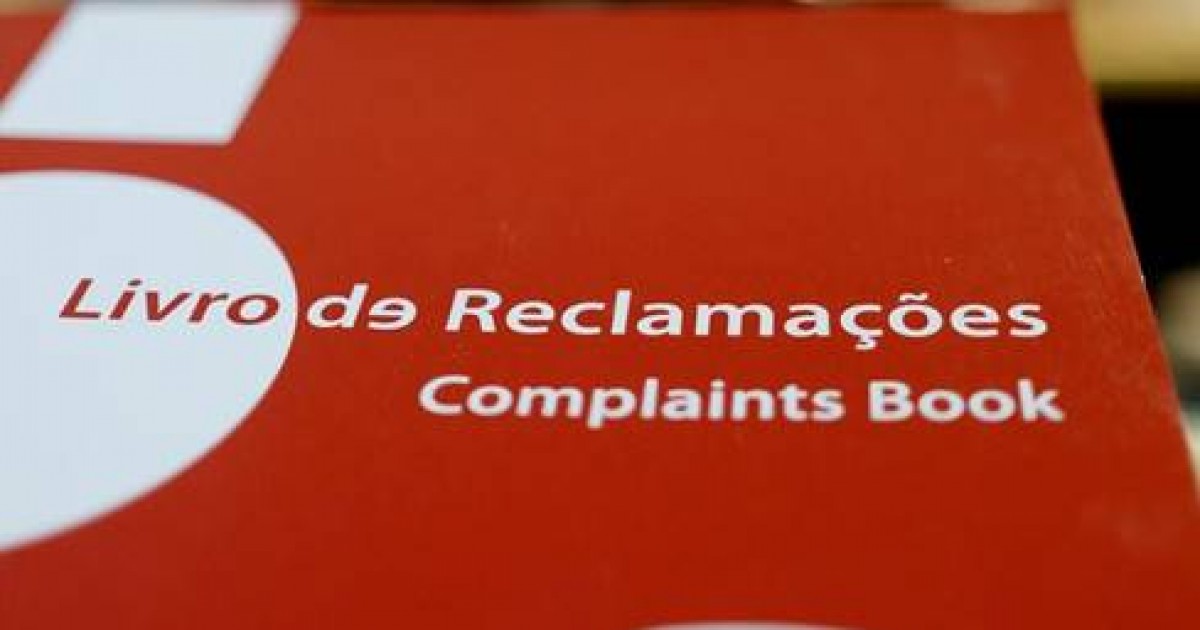 Livro de Reclamações
Complaints Book